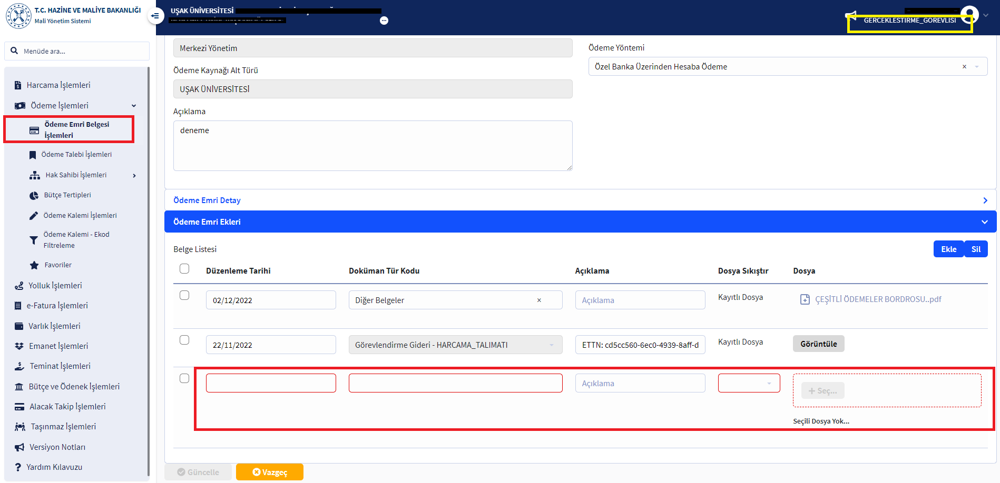 T.C. HAZİNE VE MALİYE BAKANLIĞI
Mali Yönetim Sistemi
UŞAK ÜNİVERSİTESİ
GERCEKLESTIRME_GOREVLISI
Menüde ara...
Harcama İşlemleri
Ödeme İşlemleri
Ödeme Emri Belgesi
İşlemleri
Ödeme Talebi İşlemleri
Hak Sahibi İşlemleri
Bütçe Tertipleri
Ödeme Kalemi İşlemleri
Ödeme Kalemi - Ekod
Filtreleme
Favoriler
Yolluk İşlemleri
e-Fatura İşlemleri
Varlık İşlemleri
Emanet İşlemleri
Teminat İşlemleri
Bütçe ve Ödenek İşlemleri
Alacak Takip İşlemleri
Taşınmaz İşlemleri
Versiyon Notları
Yardım Kılavuzu
Merkezi Yönetim
Ödeme Kaynağı Alt Türü
UŞAK ÜNİVERSİTESİ
Açıklama
deneme
Ödeme Yöntemi
Özel Banka Üzerinden Hesaba Ödeme ×
Ödeme Emri Detay
Ödeme Emri Ekleri
Belge Listesi
Ekle Sil
Düzenleme Tarihi Doküman Tür Kodu Açıklama Dosya Sıkıştır Dosya
02/12/2022 Diğer Belgeler × Açıklama Kayıtlı Dosya ÇEŞİTLİ ÖDEMELER BORDROSU..pdf
22/11/2022 Görevlendirme Gideri - HARCAMA_TALIMATI ETTN: cd5cc560-6ec0-4939-8aff-d Kayıtlı Dosya Görüntüle
Açıklama + Seç...
Seçili Dosya Yok...
Güncelle Vazgeç